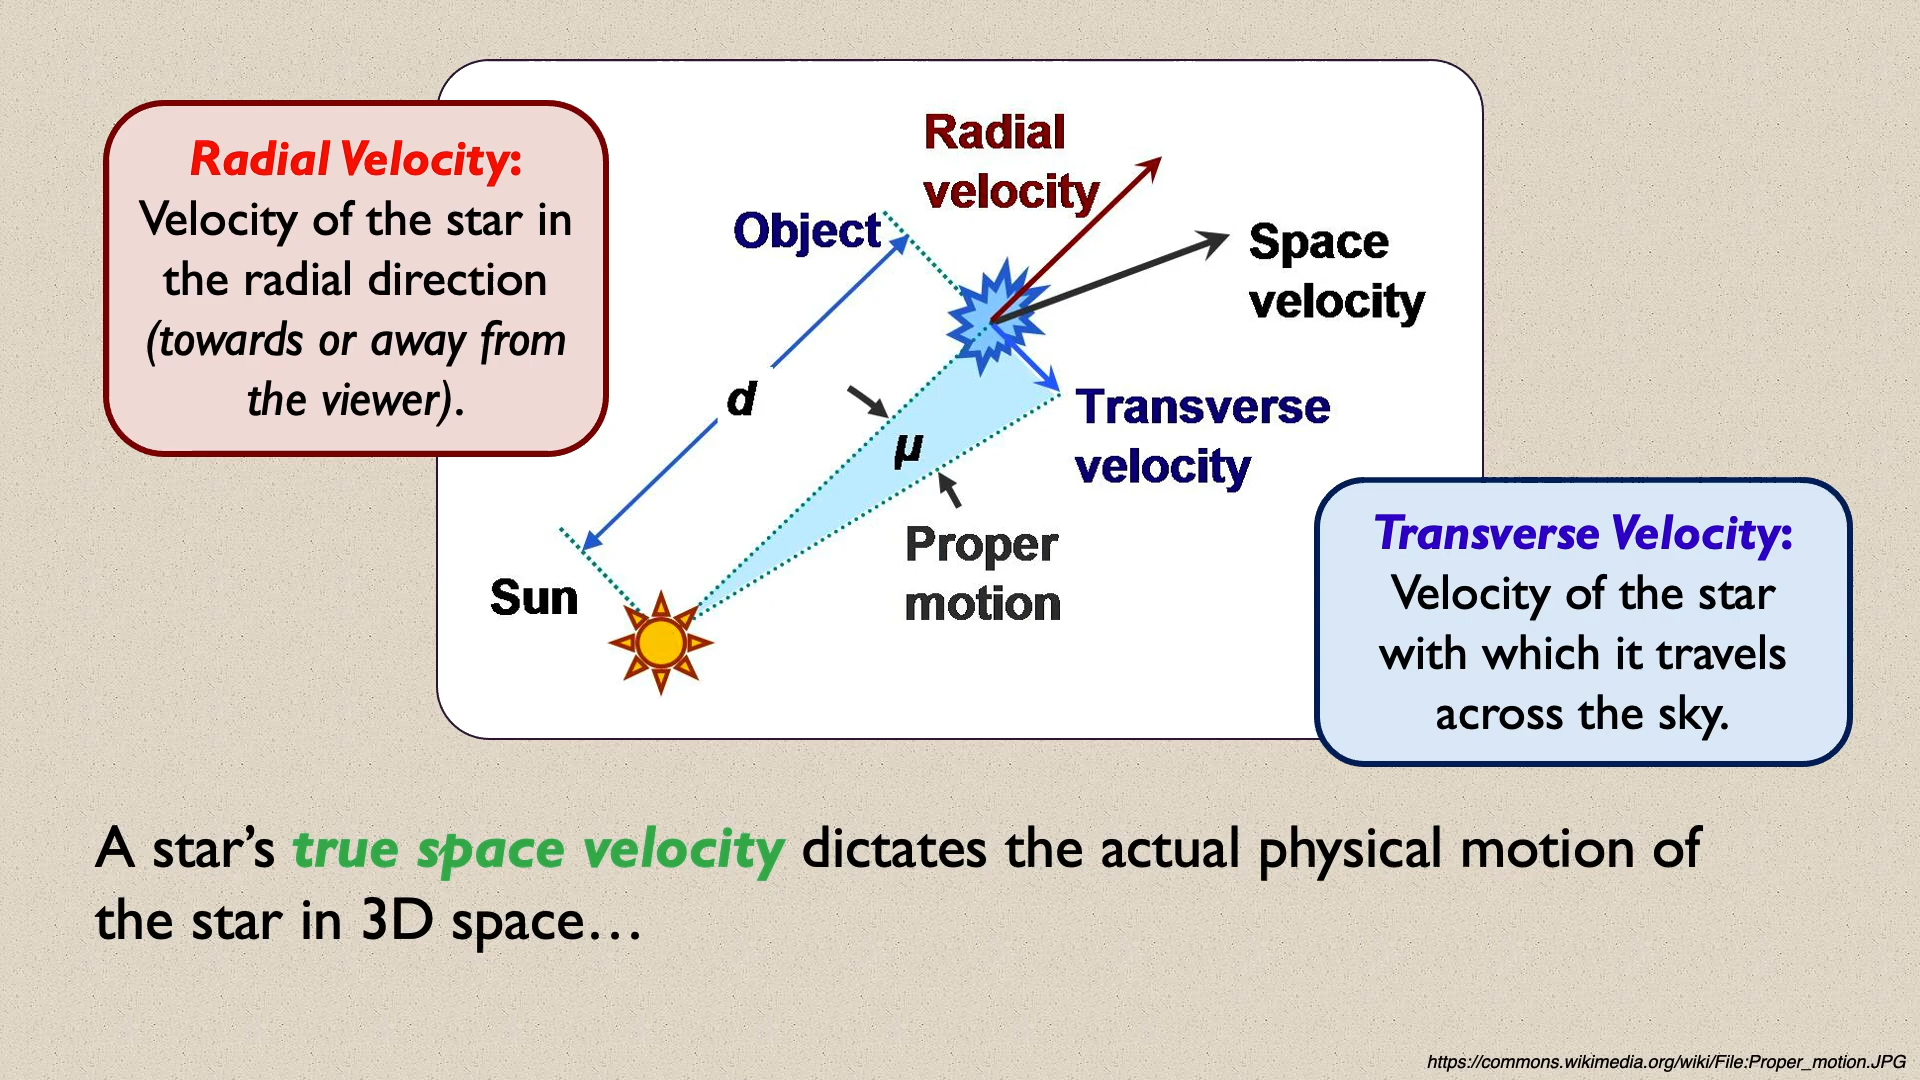 Radial Velocity:
Velocity of the star in
the radial direction
(towards or away from
the viewer).
Radial
velocity
Object
Space
velocity
d
μ
Transverse
velocity
Proper
motion
Sun
Transverse Velocity:
Velocity of the star
with which it travels
across the sky.
A star’s true space velocity dictates the actual physical motion of
the star in 3D space…
https://commons.wikimedia.org/wiki/File:Proper_motion.JPG